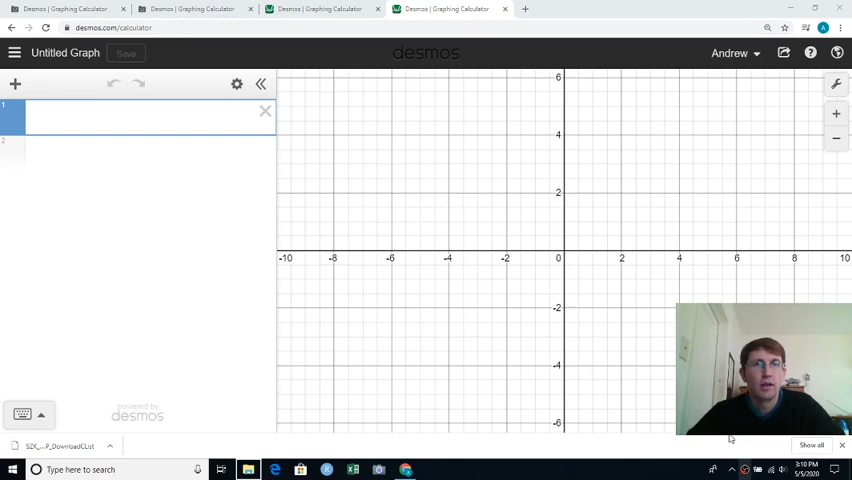 Desmos | Graphing Calculator
Desmos | Graphing Calculator
Desmos | Graphing Calculator
Desmos | Graphing Calculator
desmos.com/calculator
A
Untitled Graph
Save
desmos
Andrew
1
2
6
4
2
-10 -8 -6 -4 -2 0 2 4 6 8 10
-2
-4
-6
powered by
desmos
SZK_...P_DownloadCList
Show all
Type here to search
R
3:10 PM
5/5/2020